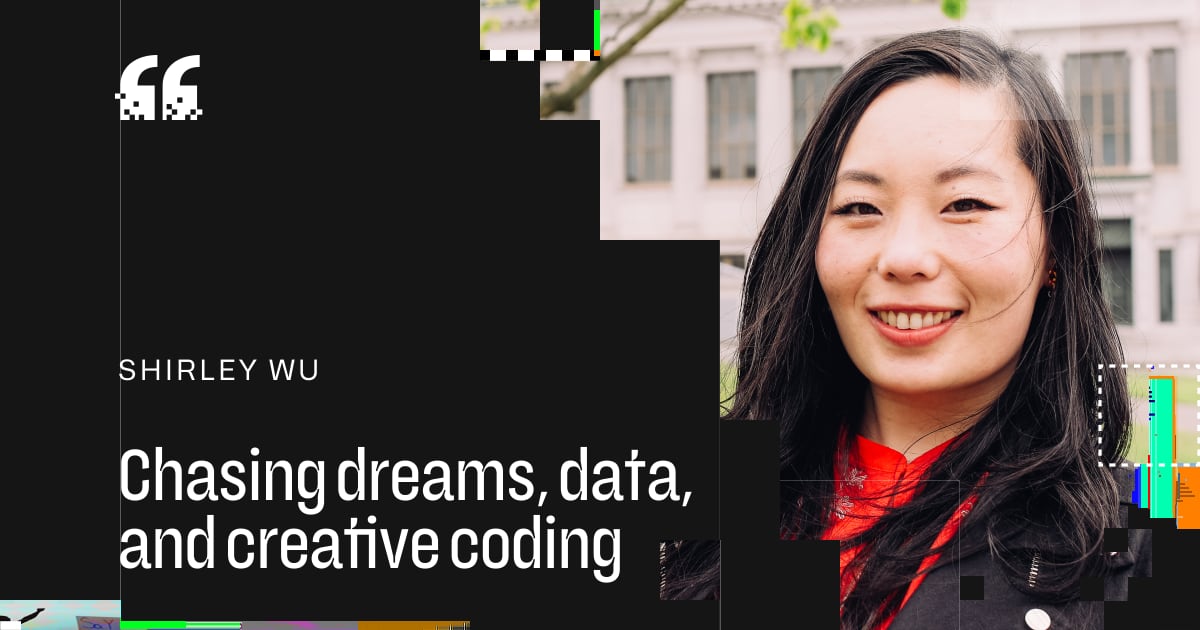 “
SHIRLEY WU
Chasing dreams, data,
and creative coding